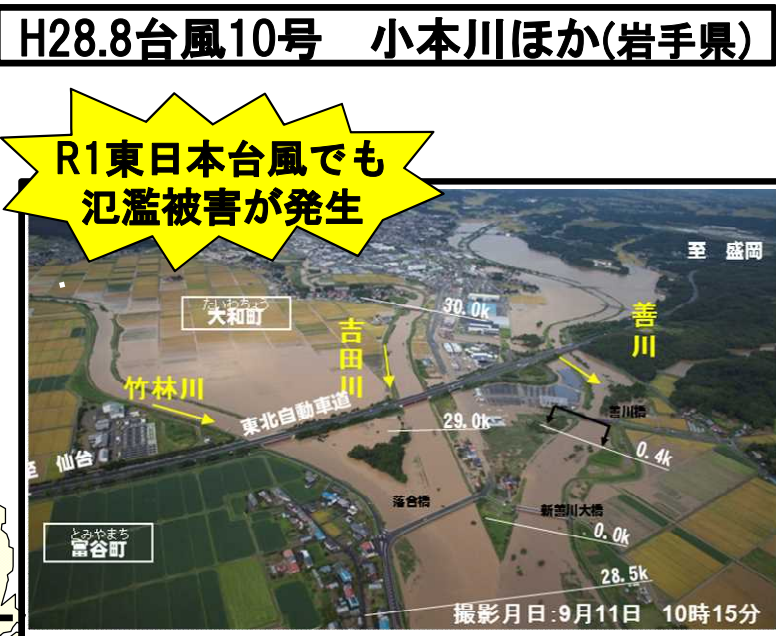 H28.8台風10号　小本川ほか(岩手県)
R1東日本台風でも
氾濫被害が発生
至 盛岡
たいわちょう
大和町
30.0k
善川
吉田川
竹林川
東北自動車道
29.0k
善川橋
0.4k
至 仙台
落合橋
新善川大橋
0.0k
とみやまち
富谷町
28.5k
撮影月日:9月11日 10時15分